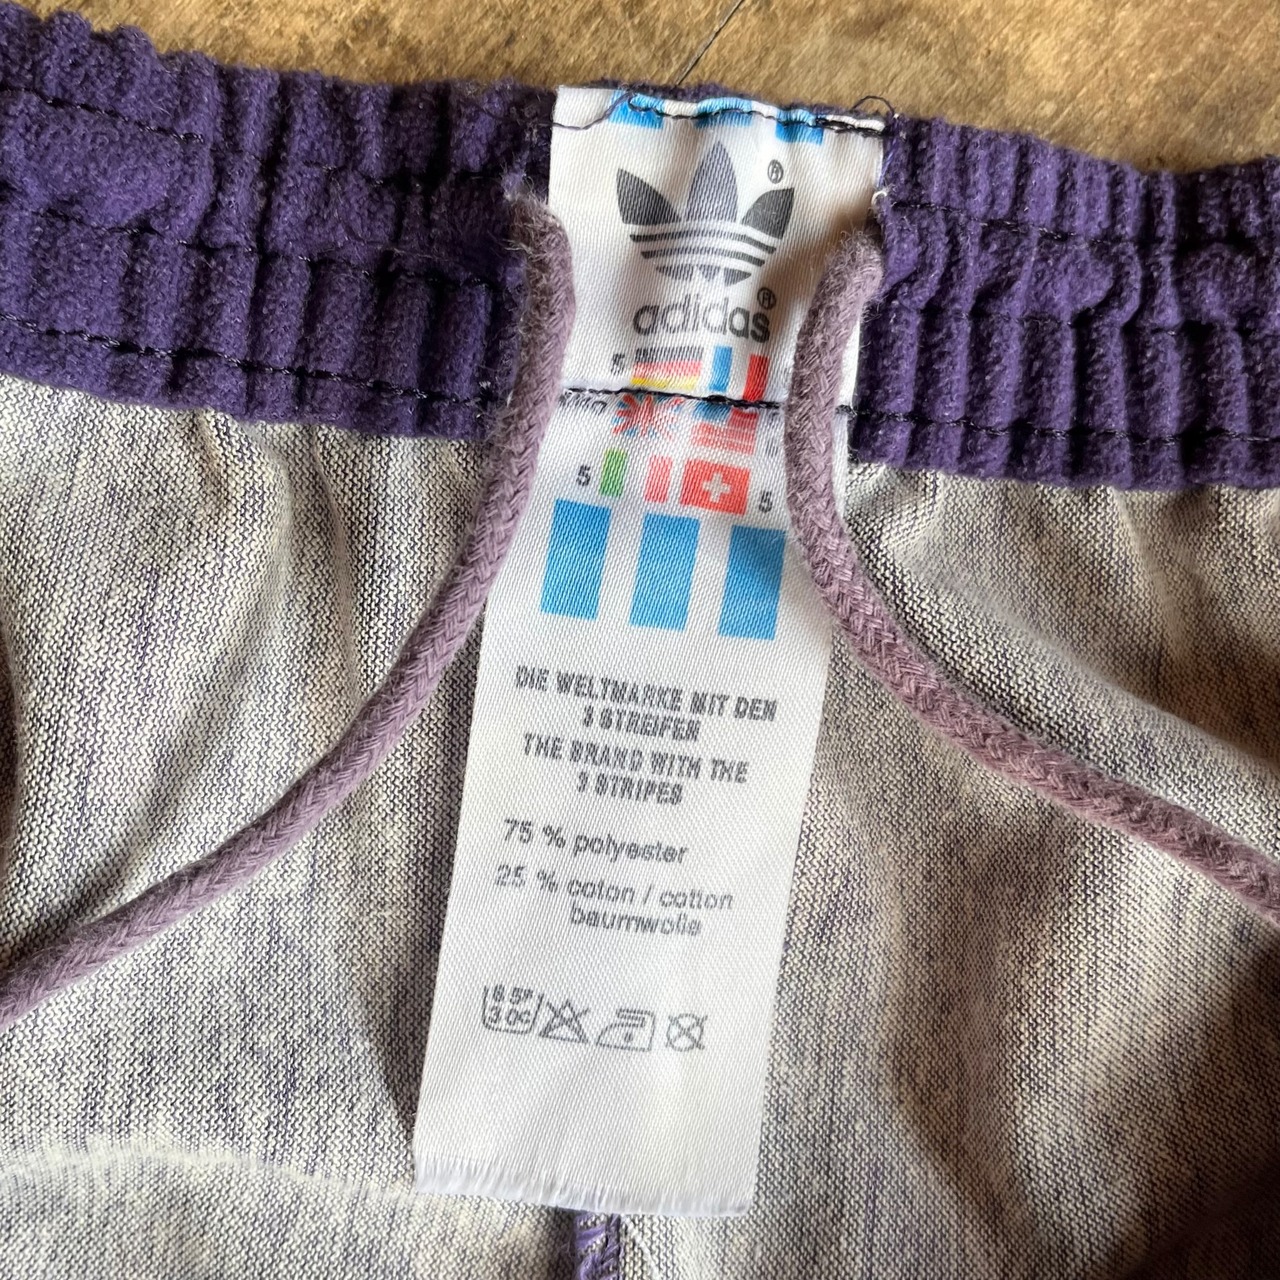 ®
adidas®
5
5 5
DIE WELTMARKE MIT DEN
3 STREIFEN
THE BRAND WITH THE
3 STRIPES
75 % polyester
25 % coton / cotton
baumwolle